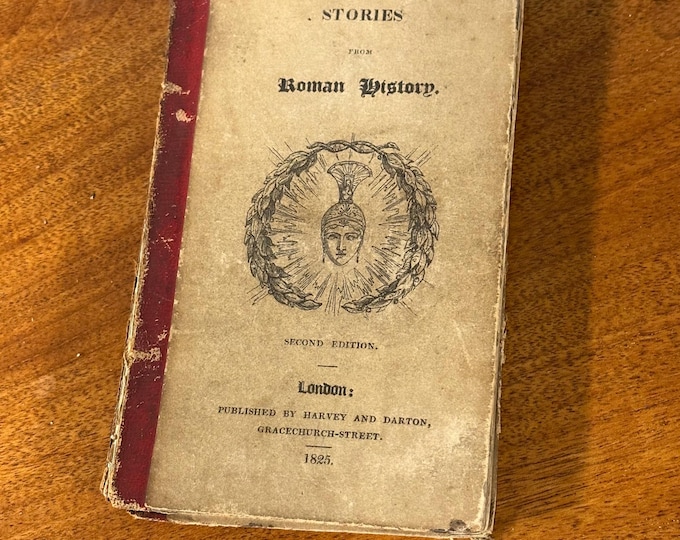 STORIES
FROM
Roman History.
SECOND EDITION.
London:
PUBLISHED BY HARVEY AND DARTON,
GRACECHURCH-STREET.
1825.